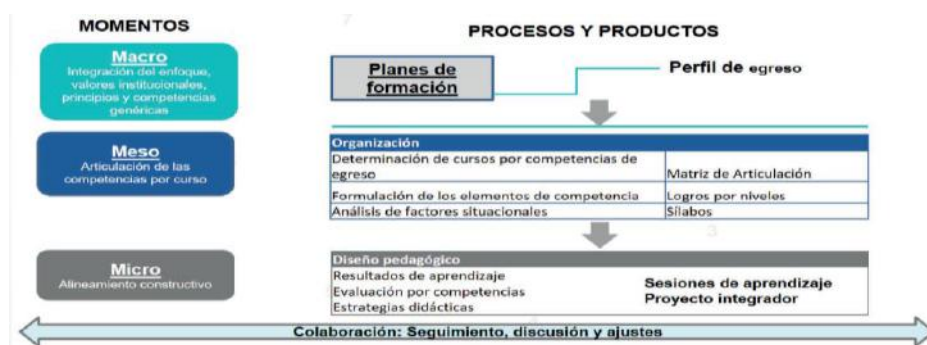 MOMENTOS
PROCESOS Y PRODUCTOS
Macro
Integración del enfoque,
valores institucionales,
principios y competencias
genéricas
Planes de
formación
Perfil de egreso
Meso
Articulación de las
competencias por curso
Organización
Determinación de cursos por competencias de
egreso
Matriz de Articulación
Formulación de los elementos de competencia
Logros por niveles
Análisis de factores situacionales
Sílabos
Micro
Alineamiento constructivo
Diseño pedagógico
Resultados de aprendizaje
Evaluación por competencias
Estrategias didácticas
Sesiones de aprendizaje
Proyecto integrador
Colaboración: Seguimiento, discusión y ajustes